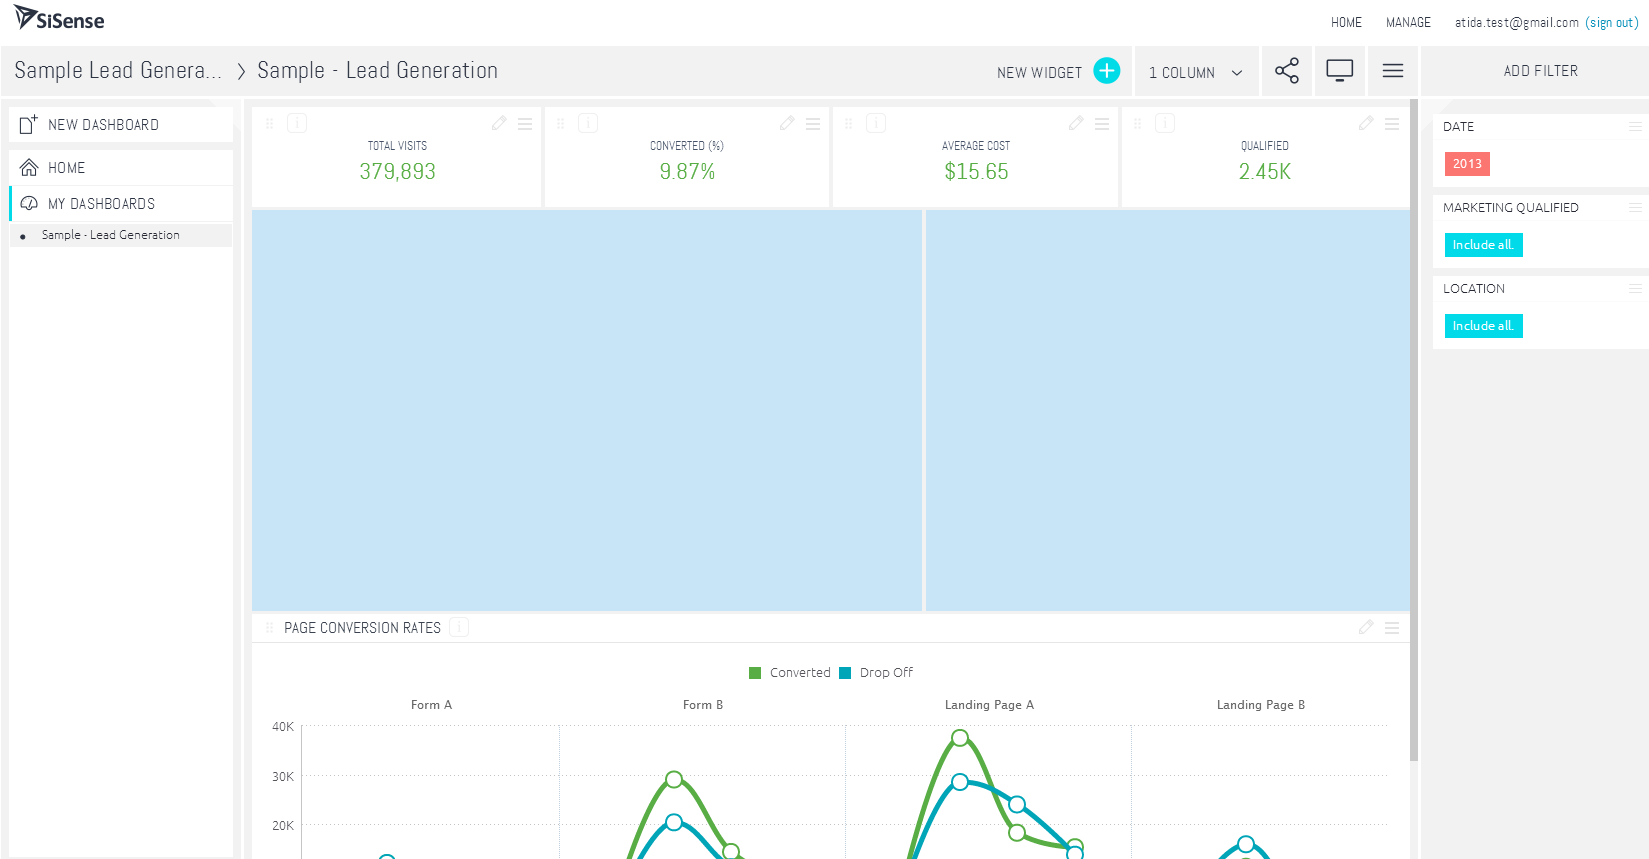 SiSense
HOME MANAGE atida.test@gmail.com (sign out)
Sample Lead Genera... > Sample - Lead Generation
NEW WIDGET + 1 COLUMN ADD FILTER
NEW DASHBOARD
HOME
MY DASHBOARDS
Sample - Lead Generation
TOTAL VISITS
379,893
CONVERTED (%)
9.87%
AVERAGE COST
$15.65
QUALIFIED
2.45K
DATE
2013
MARKETING QUALIFIED
Include all.
LOCATION
Include all.
PAGE CONVERSION RATES
Converted Drop Off
Form A Form B Landing Page A Landing Page B
40K
30K
20K